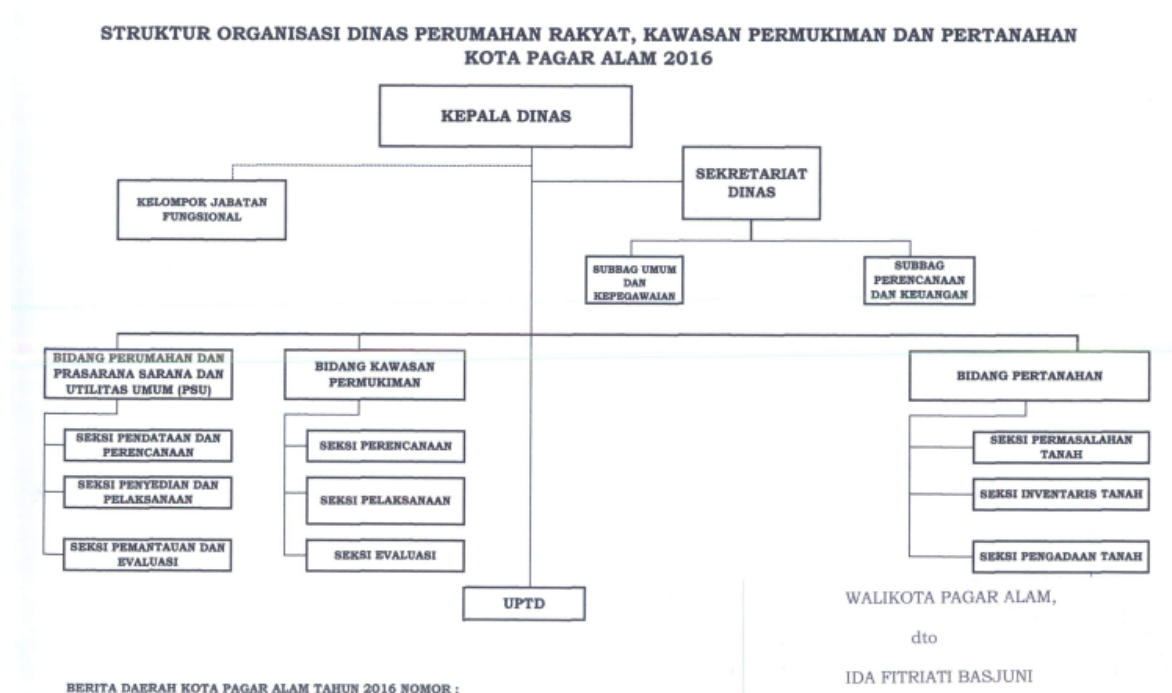 STRUKTUR ORGANISASI DINAS PERUMAHAN RAKYAT, KAWASAN PERMUKIMAN DAN PERTANAHAN
KOTA PAGAR ALAM 2016
KEPALA DINAS
SEKRETARIAT
DINAS
KELOMPOK JABATAN
FUNGSIONAL
SUBBAG UMUM
DAN
KEPEGAWAIAN
SUBBAG
PERENCANAAN
DAN KEUANGAN
BIDANG PERUMAHAN DAN
PRASARANA SARANA DAN
UTILITAS UMUM (PSU)
SEKSI PENDATAAN DAN
PERENCANAAN
SEKSI PENYEDIAN DAN
PELAKSANAAN
SEKSI PEMANTAUAN DAN
EVALUASI
BIDANG KAWASAN
PERMUKIMAN
SEKSI PERENCANAAN
SEKSI PELAKSANAAN
SEKSI EVALUASI
BIDANG PERTANAHAN
SEKSI PERMASALAHAN
TANAH
SEKSI INVENTARIS TANAH
SEKSI PENGADAAN TANAH
UPTD
WALIKOTA PAGAR ALAM,
dto
IDA FITRIATI BASJUNI
BERITA DAERAH KOTA PAGAR ALAM TAHUN 2016 NOMOR :